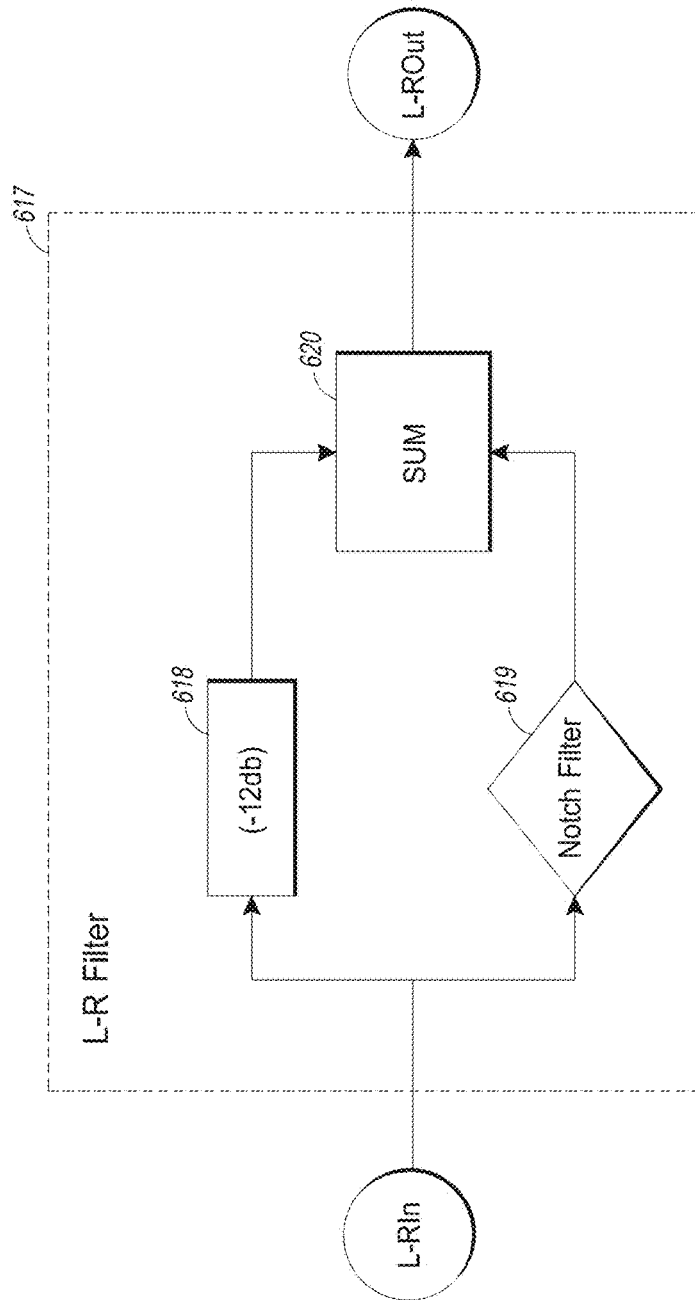 617
L-R Filter
618
(-12db)
620
SUM
L-RIn
L-ROut
619
Notch Filter